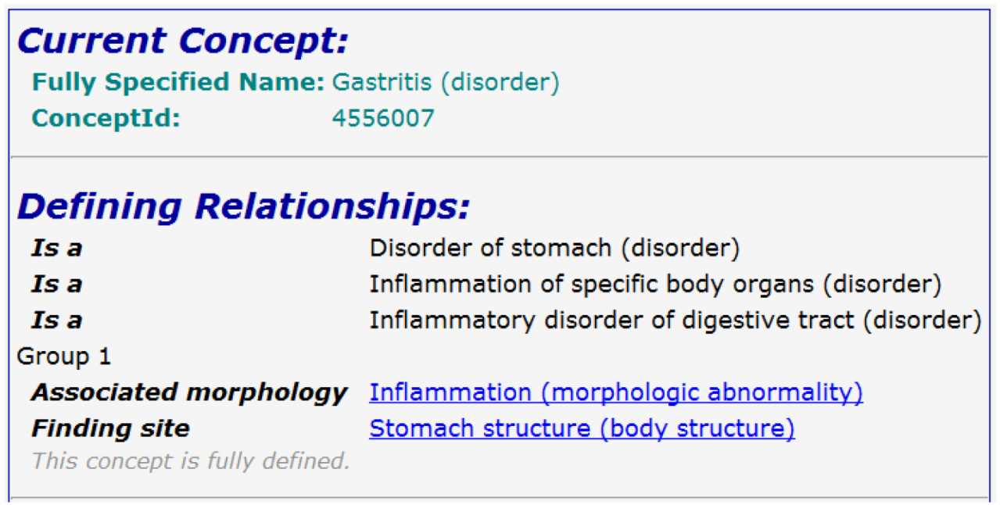 Current Concept:
Fully Specified Name: Gastritis (disorder)
ConceptId: 4556007
Defining Relationships:
Is a Disorder of stomach (disorder)
Is a Inflammation of specific body organs (disorder)
Is a Inflammatory disorder of digestive tract (disorder)
Group 1
Associated morphology Inflammation (morphologic abnormality)
Finding site Stomach structure (body structure)
This concept is fully defined.